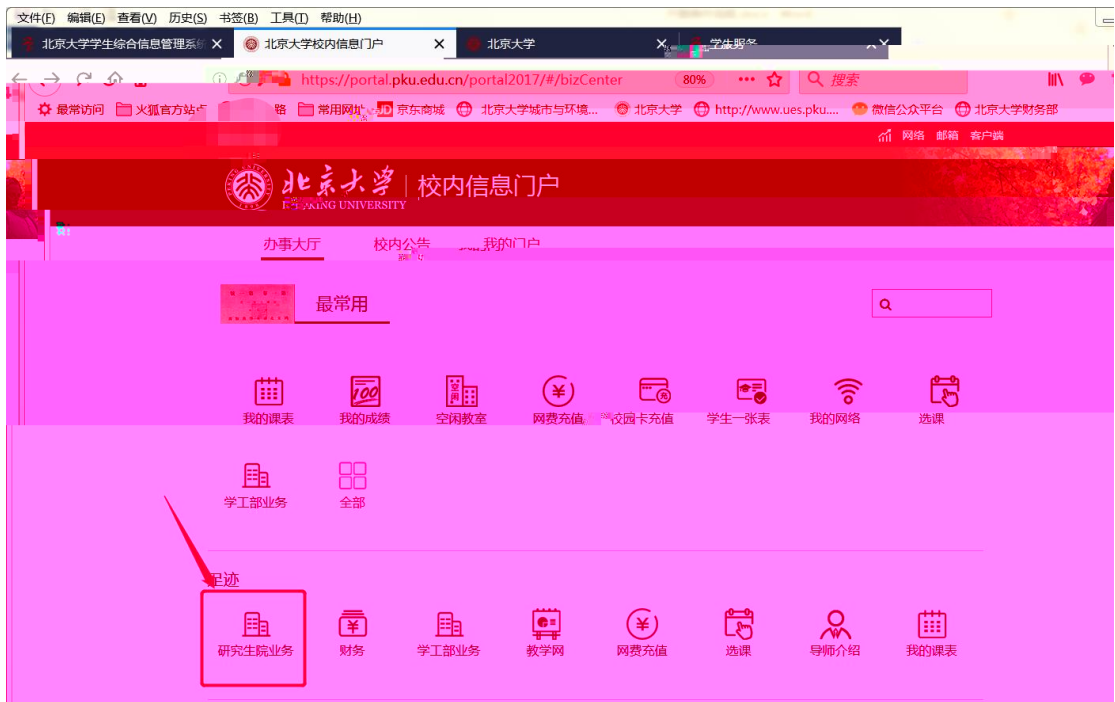 文件(F) 编辑(E) 查看(V) 历史(S) 书签(B) 工具(T) 帮助(H)
北京大学学生综合信息管理系统 北京大学校内信息门户 北京大学 学生服务
https://portal.pku.edu.cn/portal2017/#/bizCenter 80% 搜索
最常访问 火狐官方站点 路 常用网址 JD 京东商城 北京大学城市与环境... 北京大学 http://www.ues.pku.... 微信公众平台 北京大学财务部
网络 邮箱 客户端
北京大学 校内信息门户
PEKING UNIVERSITY
办事大厅 校内公告 我的门户
最常用
我的课表 我的成绩 空闲教室 网费充值 校园卡充值 学生一张表 我的网络 选课
学工部业务 全部
足迹
研究生院业务 财务 学工部业务 教学网 网费充值 选课 导师介绍 我的课表